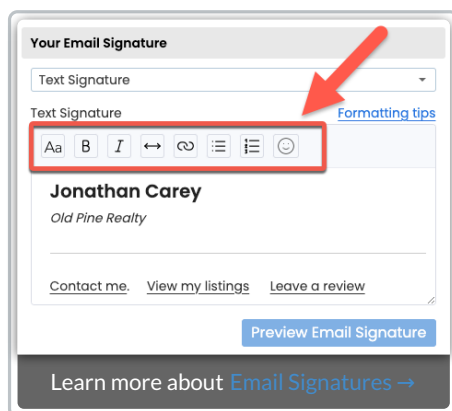 Your Email Signature
Text Signature
Text Signature Formatting tips
Aa B I
Jonathan Carey
Old Pine Realty
Contact me. View my listings Leave a review
Preview Email Signature
Learn more about Email Signatures →